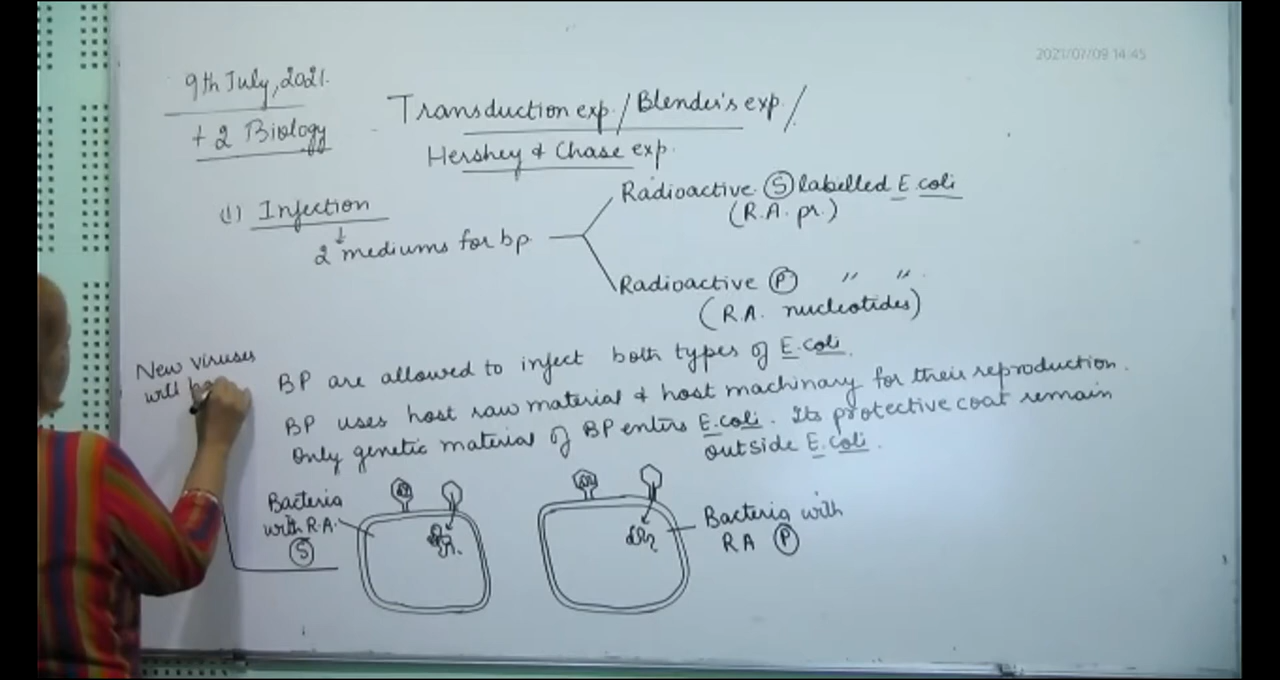 2021/07/09 14:45
9th July, 2021.
+ 2 Biology
Transduction exp. / Blender's exp. /
Hershey & Chase exp.
(1) Infection
2 mediums for bp
Radioactive (S) labelled E. coli
(R.A. pr.)
Radioactive (P) " " .
(R.A. nucleotides)
New viruses
will
BP are allowed to infect both types of E. coli.
BP uses host raw material & host machinary for their reproduction.
Only genetic material of BP enters E. coli. Its protective coat remain
outside E. coli.
Bacteria
with R.A.
(S)
Bacteria with
RA (P)